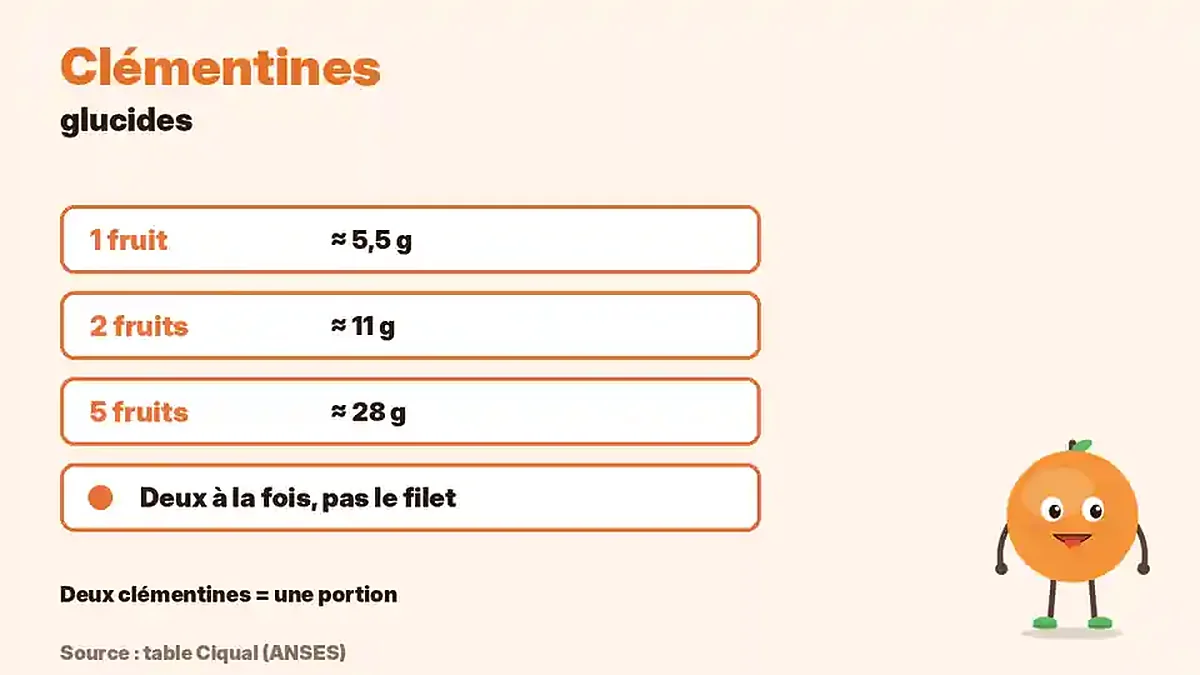 Clémentines
glucides
1 fruit ≈ 5,5 g
2 fruits ≈ 11 g
5 fruits ≈ 28 g
Deux à la fois, pas le filet
Deux clémentines = une portion
Source : table Ciqual (ANSES)